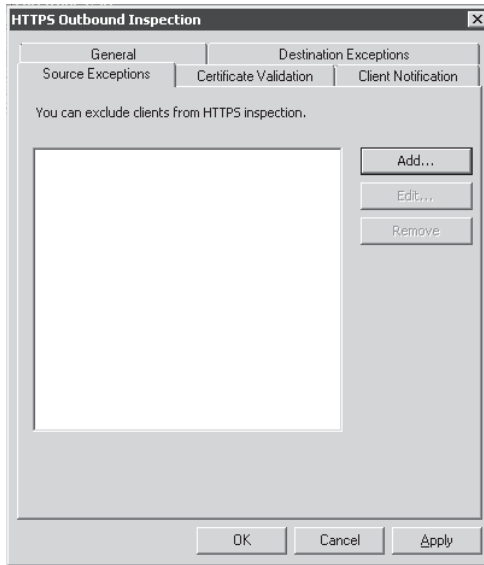 HTTPS Outbound Inspection
General Destination Exceptions
Source Exceptions Certificate Validation Client Notification
You can exclude clients from HTTPS inspection.
Add...
Edit...
Remove
OK Cancel Apply